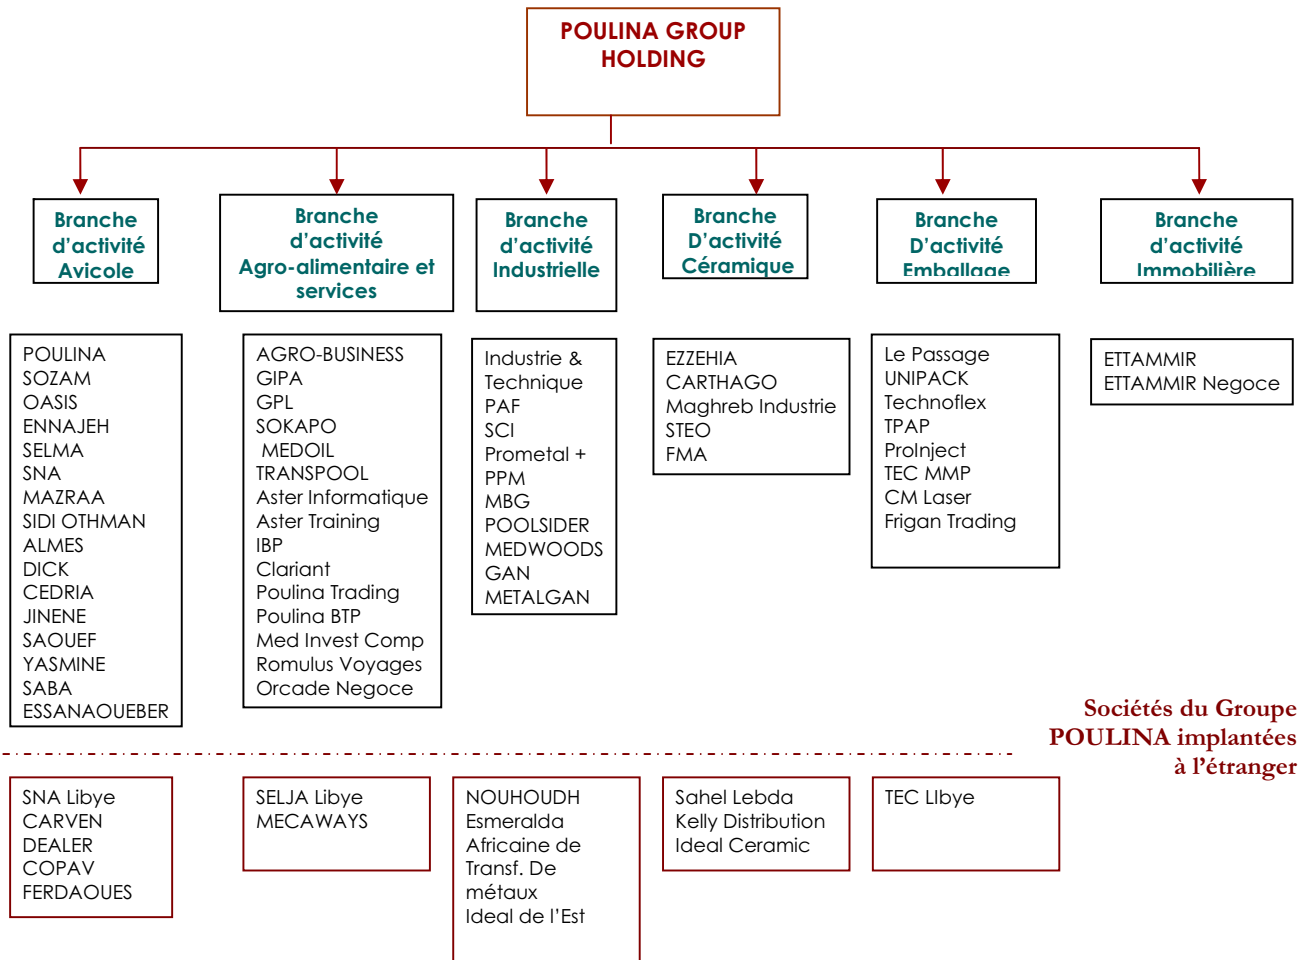 POULINA GROUP
HOLDING
Branche
d’activité
Avicole
Branche
d’activité
Agro-alimentaire et
services
Branche
d’activité
Industrielle
Branche
D’activité
Céramique
Branche
D’activité
Emballage
Branche
d’activité
Immobilière
POULINA
SOZAM
OASIS
ENNAJEH
SELMA
SNA
MAZRAA
SIDI OTHMAN
ALMES
DICK
CEDRIA
JINENE
SAOUEF
YASMINE
SABA
ESSANAOUEBER
AGRO-BUSINESS
GIPA
GPL
SOKAPO
MEDOIL
TRANSPOOL
Aster Informatique
Aster Training
IBP
Clariant
Poulina Trading
Poulina BTP
Med Invest Comp
Romulus Voyages
Orcade Negoce
Industrie &
Technique
PAF
SCI
Prometal +
PPM
MBG
POOLSIDER
MEDWOODS
GAN
METALGAN
EZZEHIA
CARTHAGO
Maghreb Industrie
STEO
FMA
Le Passage
UNIPACK
Technoflex
TPAP
ProInject
TEC MMP
CM Laser
Frigan Trading
ETTAMMIR
ETTAMMIR Negoce
Sociétés du Groupe
POULINA implantées
à l’étranger
SNA Libye
CARVEN
DEALER
COPAV
FERDAOUES
SELJA Libye
MECAWAYS
NOUHOUDH
Esmeralda
Africaine de
Transf. De
métaux
Ideal de l’Est
Sahel Lebda
Kelly Distribution
Ideal Ceramic
TEC LIbye